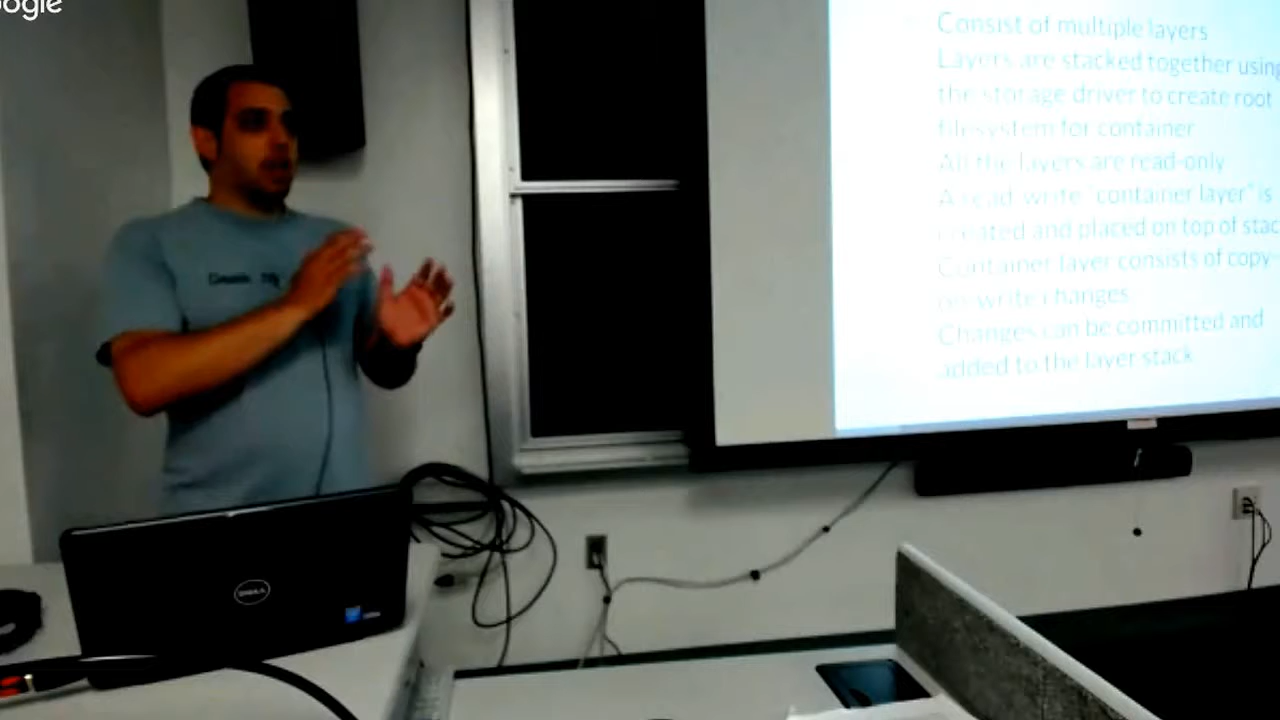 oogle
Consist of multiple layers
Layers are stacked together using
the storage driver to create root
filesystem for container
All the layers are read-only
A read-write "container layer" is
created and placed on top of stac
Container layer consists of copy-
on-write changes
Changes can be committed and
added to the layer stack
DELL